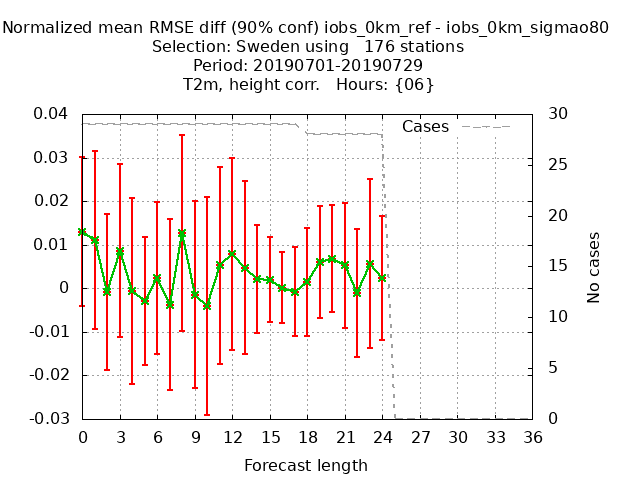 Normalized mean RMSE diff (90% conf) iobs_0km_ref - iobs_0km_sigmao80
Selection: Sweden using   176 stations
Period: 20190701-20190729
T2m, height corr.   Hours: {06}
Cases
0.04
0.03
0.02
0.01
0
-0.01
-0.02
-0.03
30
25
20
15
10
5
0
No cases
0 3 6 9 12 15 18 21 24 27 30 33 36
Forecast length